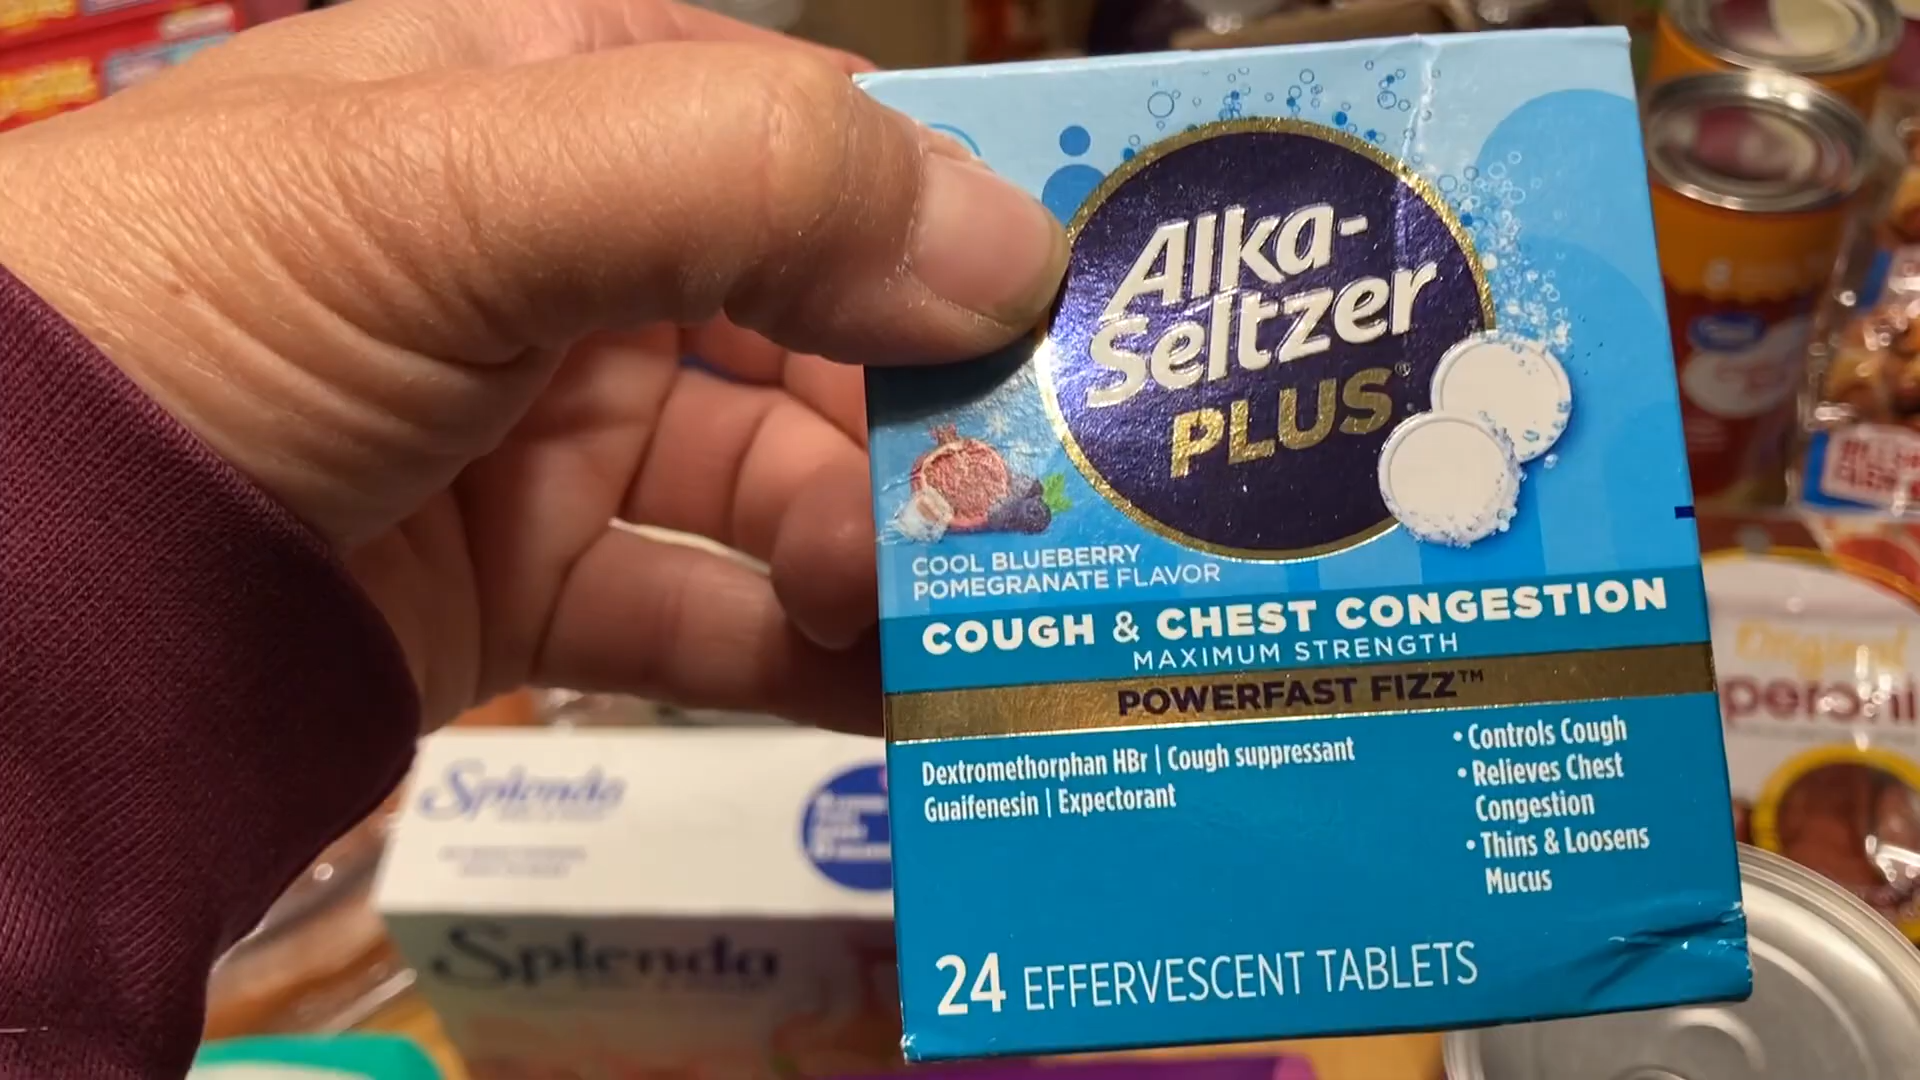 Alka-
Seltzer
PLUS
COOL BLUEBERRY
POMEGRANATE FLAVOR
COUGH & CHEST CONGESTION
MAXIMUM STRENGTH
POWERFAST FIZZ™
Dextromethorphan HBr | Cough suppressant
Guaifenesin | Expectorant
• Controls Cough
• Relieves Chest
Congestion
• Thins & Loosens
Mucus
24 EFFERVESCENT TABLETS
Splenda
Splenda
Original